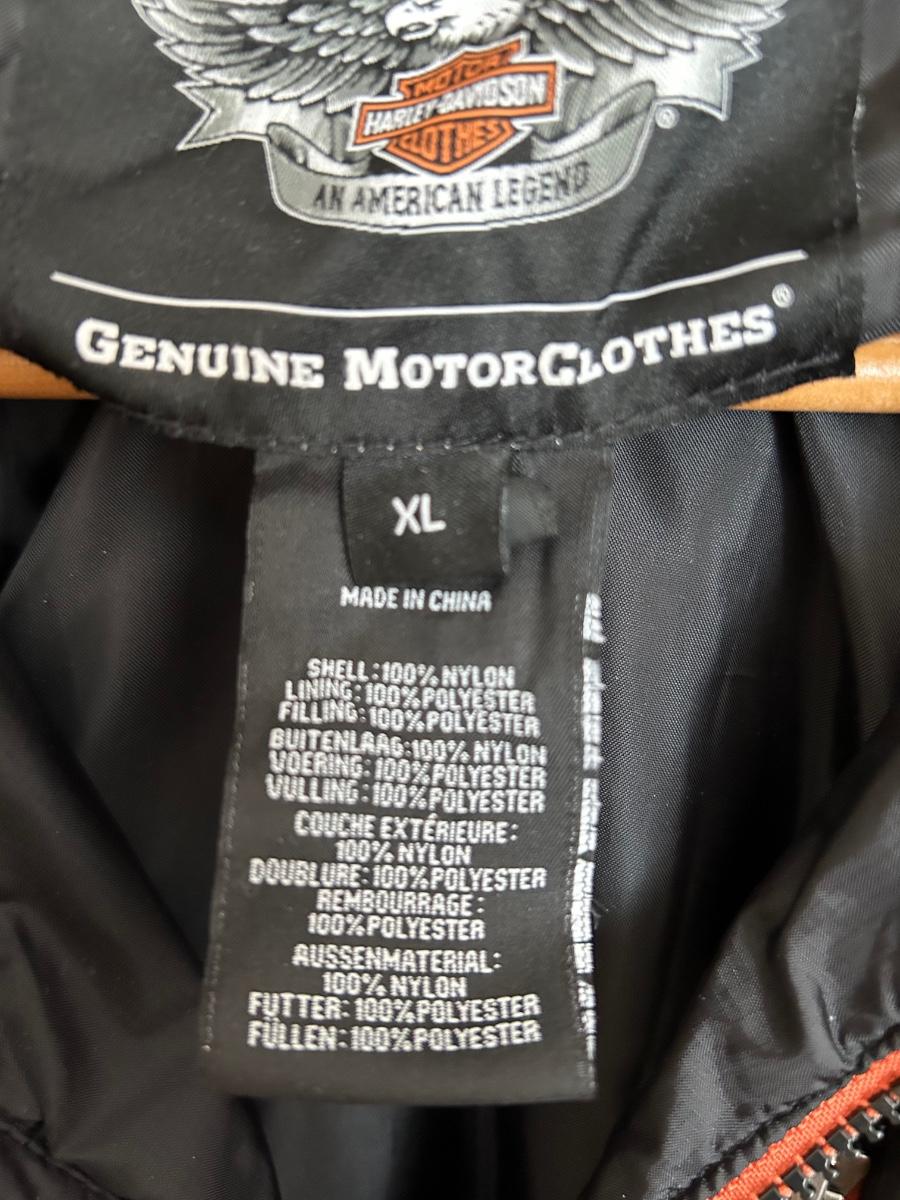 MOTOR
HARLEY-DAVIDSON
CLOTHES
®
AN AMERICAN LEGEND
GENUINE MOTORCLOTHES®
XL
MADE IN CHINA
SHELL:100% NYLON
LINING:100%POLYESTER
FILLING:100%POLYESTER
BUITENLAAG:100% NYLON
VOERING:100%POLYESTER
VULLING:100%POLYESTER
COUCHE EXTÉRIEURE:
100% NYLON
DOUBLURE:100%POLYESTER
REMBOURRAGE:
100%POLYESTER
AUSSENMATERIAL:
100% NYLON
FUTTER:100%POLYESTER
FÜLLEN:100%POLYESTER